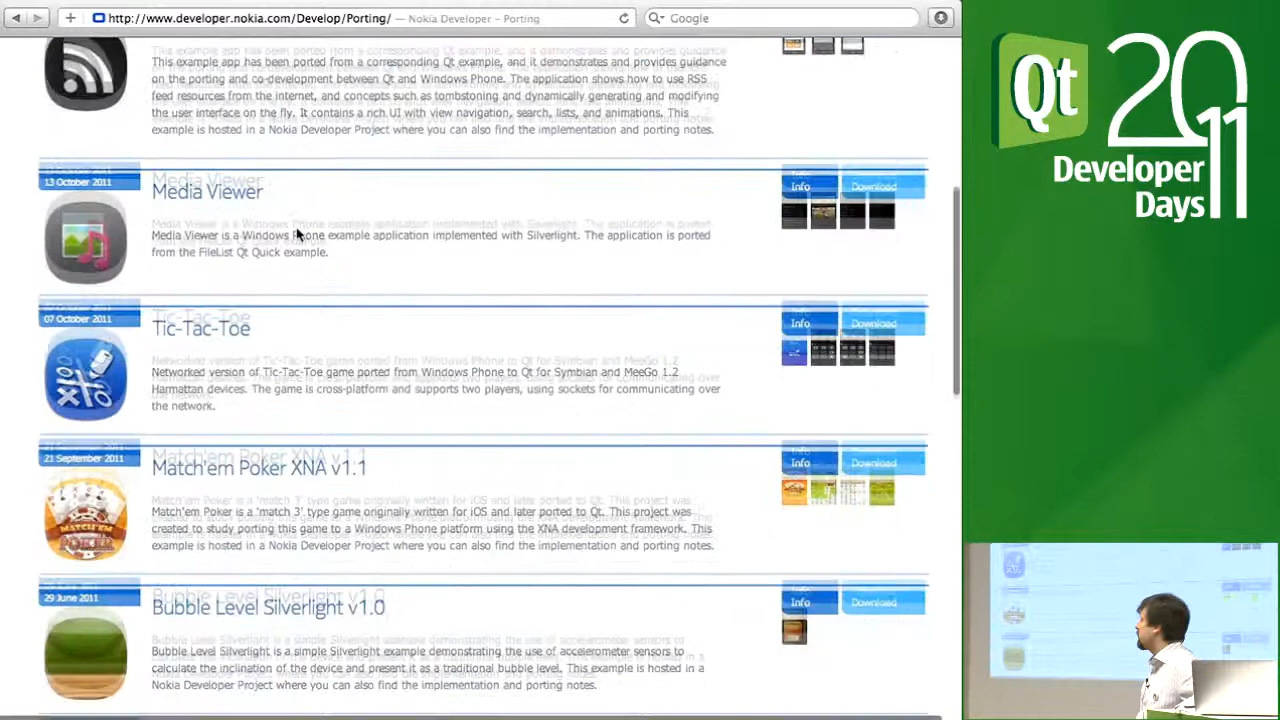 http://www.developer.nokia.com/Develop/Porting/ — Nokia Developer – Porting
Google
This example app has been ported from a corresponding Qt example, and it demonstrates and provides guidance
on the porting and co-development between Qt and Windows Phone. The application shows how to use RSS
feed resources from the internet, and concepts such as tombstoning and dynamically generating and modifying
the user interface on the fly. It contains a rich UI with view navigation, search, lists, and animations. This
example is hosted in a Nokia Developer Project where you can also find the implementation and porting notes.
13 October 2011
Media Viewer
Info
Download
Media Viewer is a Windows Phone example application implemented with Silverlight. The application is ported
from the FileList Qt Quick example.
07 October 2011
Tic-Tac-Toe
Info
Download
Networked version of Tic-Tac-Toe game ported from Windows Phone to Qt for Symbian and MeeGo 1.2
Harmattan devices. The game is cross-platform and supports two players, using sockets for communicating over
the network.
21 September 2011
Match'em Poker XNA v1.1
Info
Download
Match'em Poker is a 'match 3' type game originally written for iOS and later ported to Qt. This project was
created to study porting this game to a Windows Phone platform using the XNA development framework. This
example is hosted in a Nokia Developer Project where you can also find the implementation and porting notes.
29 June 2011
Bubble Level Silverlight v1.0
Info
Download
Bubble Level Silverlight is a simple Silverlight example demonstrating the use of accelerometer sensors to
calculate the inclination of the device and present it as a traditional bubble level. This example is hosted in a
Nokia Developer Project where you can also find the implementation and porting notes.
Qt 2011
Developer
Days